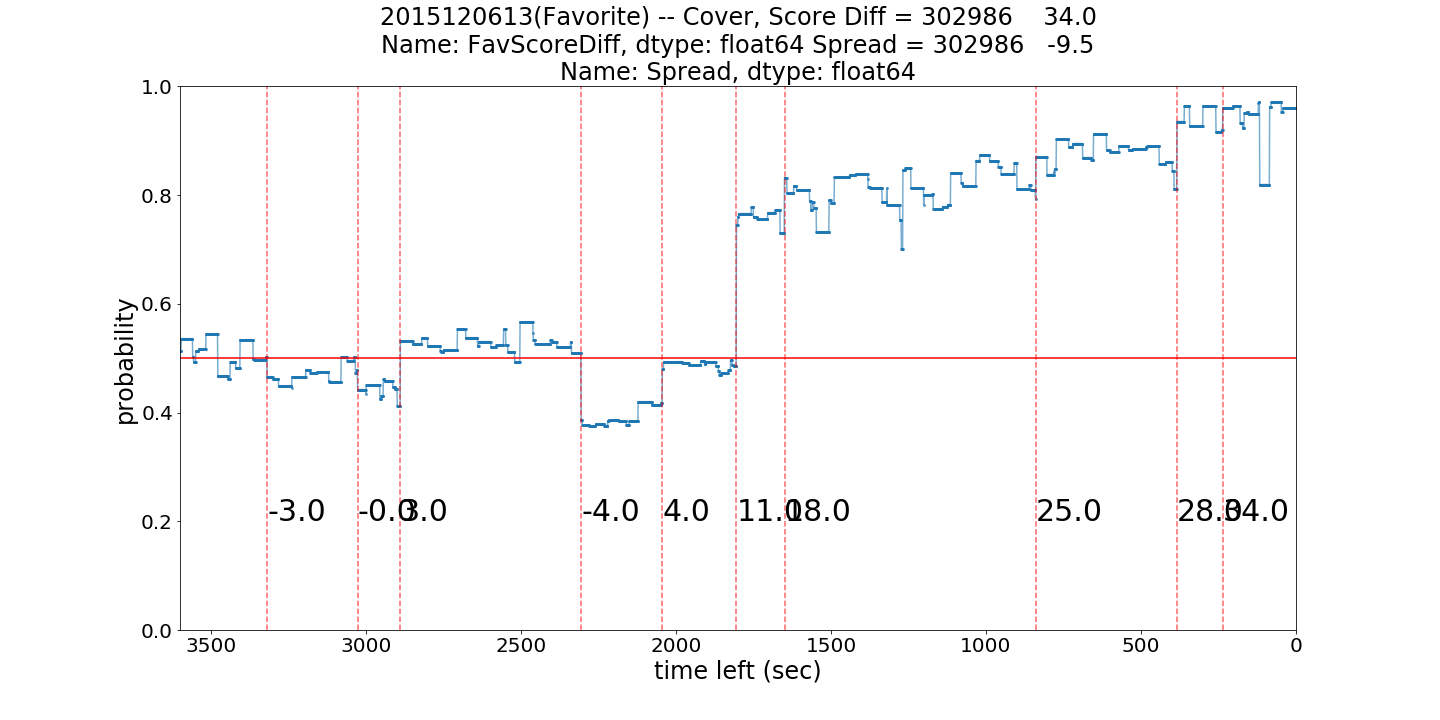 2015120613(Favorite) -- Cover, Score Diff = 302986    34.0
Name: FavScoreDiff, dtype: float64 Spread = 302986   -9.5
Name: Spread, dtype: float64
1.0
0.8
0.6
0.4
0.2
0.0
probability
-3.0
-0.0
3.0
-4.0
4.0
11.0
18.0
25.0
28.0
34.0
3500 3000 2500 2000 1500 1000 500 0
time left (sec)